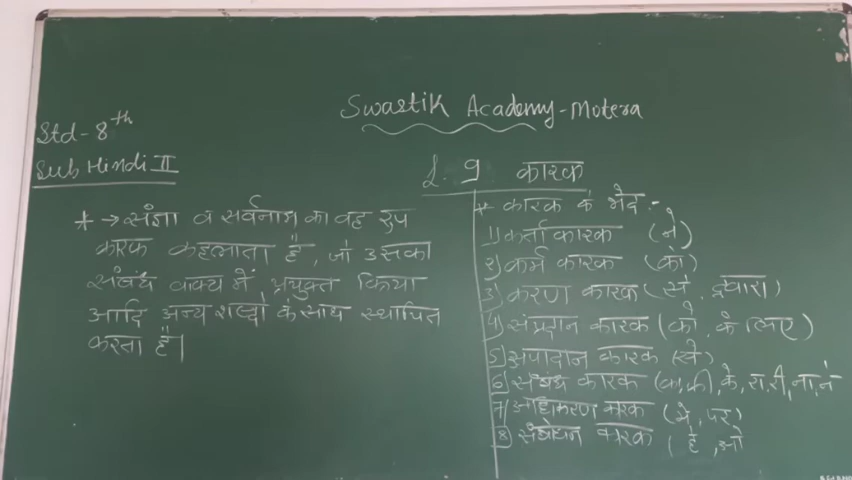 Swastik Academy-Motera
Std-8th
Sub Hindi II
L. 9 कारक
* → संज्ञा व सर्वनाम का वह रुप
कारक कहलाता है, जो उसका
संबंध वाक्य में प्रयुक्त क्रिया
आदि अन्य शब्दो के साथ स्थापित
करता है।
* कारक के भेद :-
1) कर्ता कारक (ने)
2) कर्म कारक (को)
3) करण कारक (से, द्वारा)
4) संप्रदान कारक (को, के लिए)
5) अपादान कारक (से)
6) संबंध कारक (का, की, के, रा, री, ना, ने
7) अधिकरण कारक (मे, पर)
8) संबोधन कारक (हे, ओ